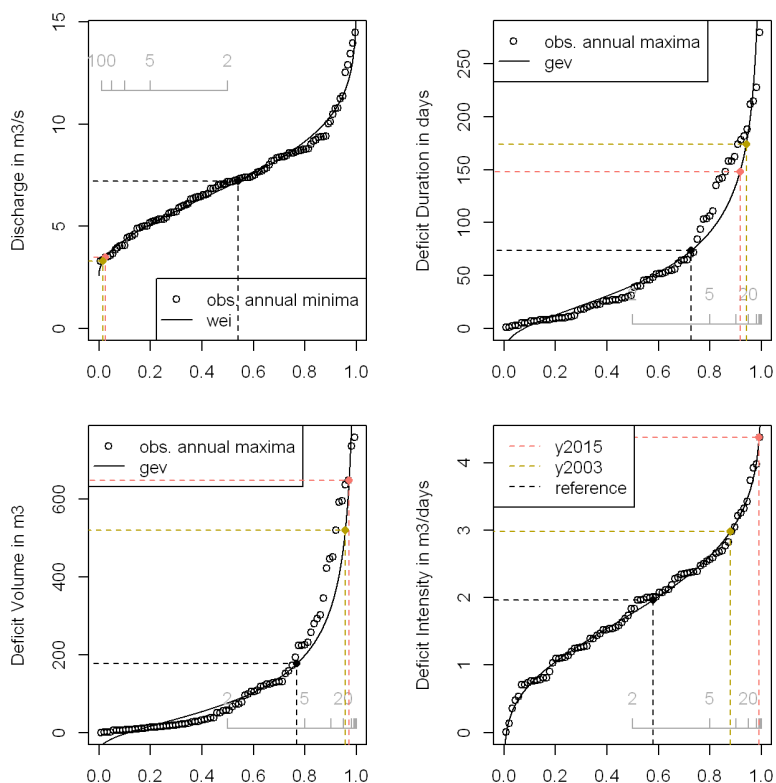 15
10
5
0
Discharge in m3/s
100
5
2
obs. annual minima
wei
0.0 0.2 0.4 0.6 0.8 1.0
250
200
150
100
50
0
Deficit Duration in days
obs. annual maxima
gev
2 5 20
0.0 0.2 0.4 0.6 0.8 1.0
600
400
200
0
Deficit Volume in m3
obs. annual maxima
gev
2 5 20
0.0 0.2 0.4 0.6 0.8 1.0
4
3
2
1
0
Deficit Intensity in m3/days
y2015
y2003
reference
2 5 20
0.0 0.2 0.4 0.6 0.8 1.0